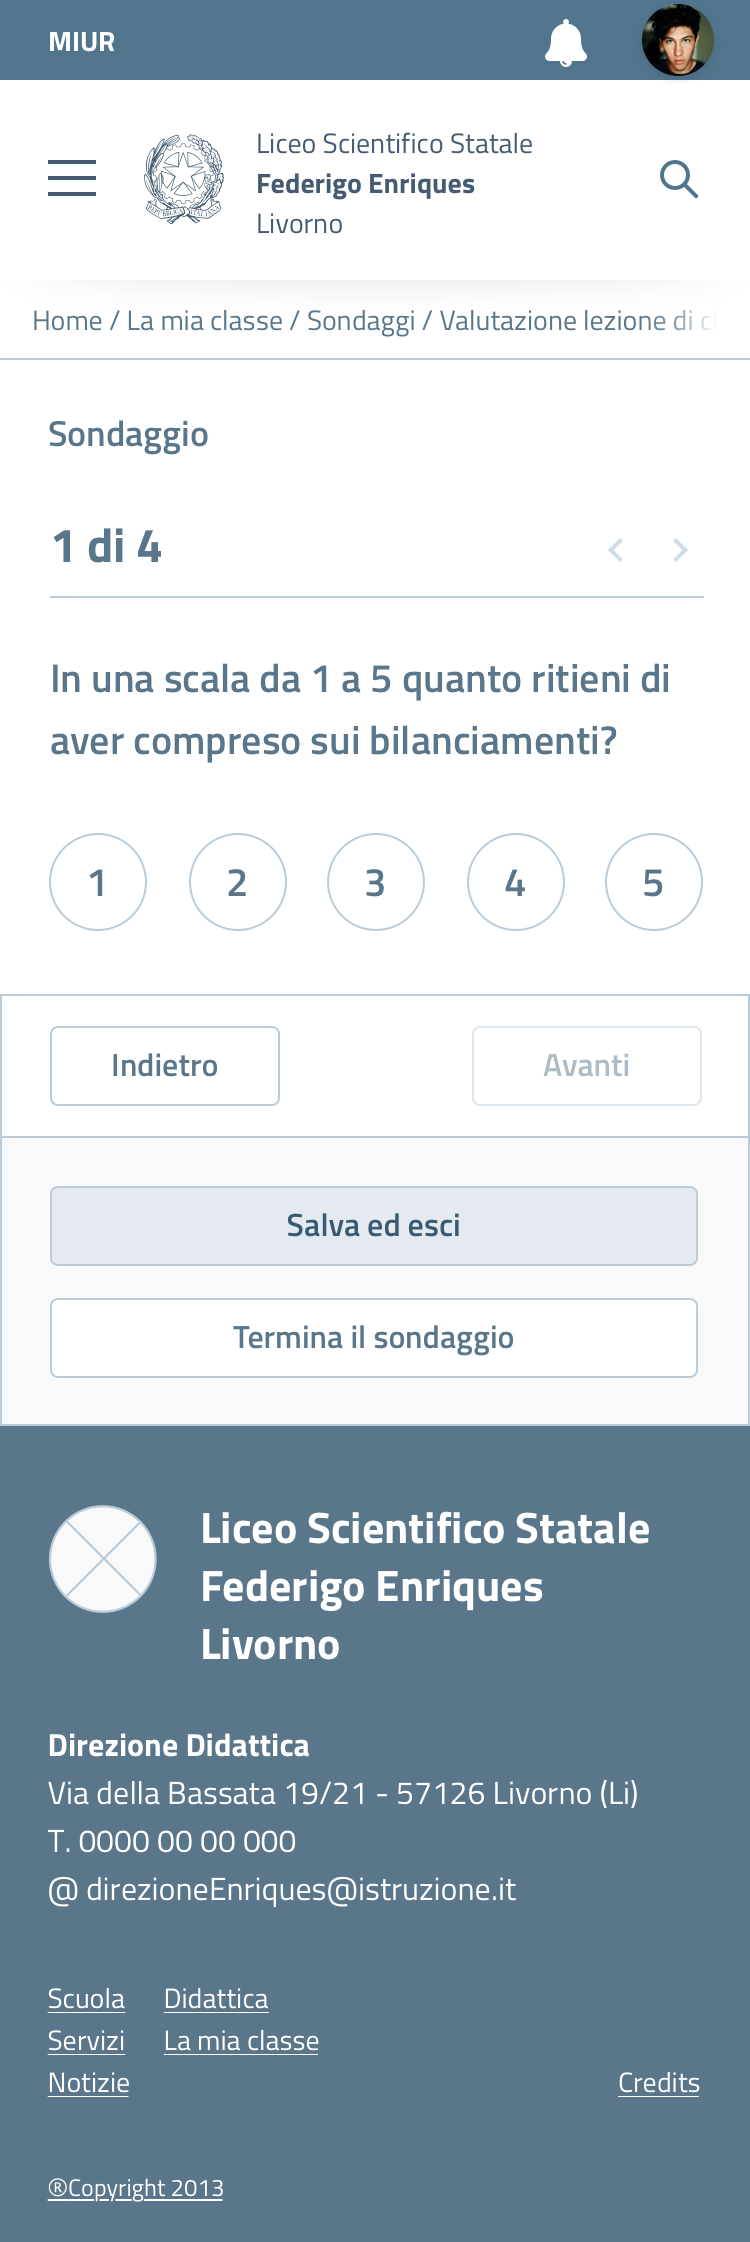 MIUR
REPVBBLICA ITALIANA
Liceo Scientifico Statale
Federigo Enriques
Livorno
Home / La mia classe / Sondaggi / Valutazione lezione di cl
Sondaggio
1 di 4
In una scala da 1 a 5 quanto ritieni di
aver compreso sui bilanciamenti?
1 2 3 4 5
Indietro Avanti
Salva ed esci
Termina il sondaggio
Liceo Scientifico Statale
Federigo Enriques
Livorno
Direzione Didattica
Via della Bassata 19/21 - 57126 Livorno (Li)
T. 0000 00 00 000
@ direzioneEnriques@istruzione.it
Scuola Didattica
Servizi La mia classe
Notizie Credits
®Copyright 2013